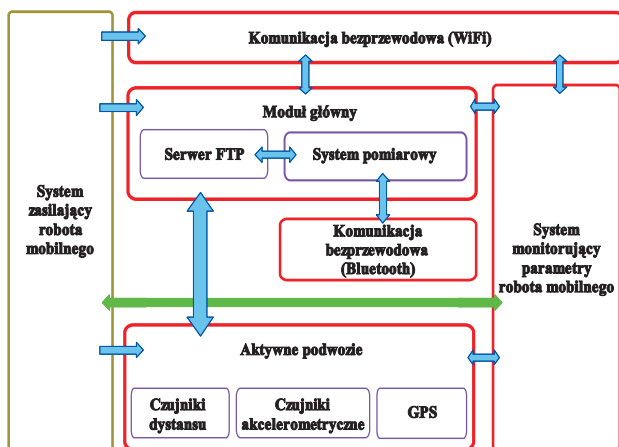 Komunikacja bezprzewodowa (WiFi)
Moduł główny
Serwer FTP
System pomiarowy
System
zasilający
robota
mobilnego
Komunikacja
bezprzewodowa
(Bluetooth)
System
monitorujący
parametry
robota mobilnego
Aktywne podwozie
Czujniki
dystansu
Czujniki
akcelerometryczne
GPS